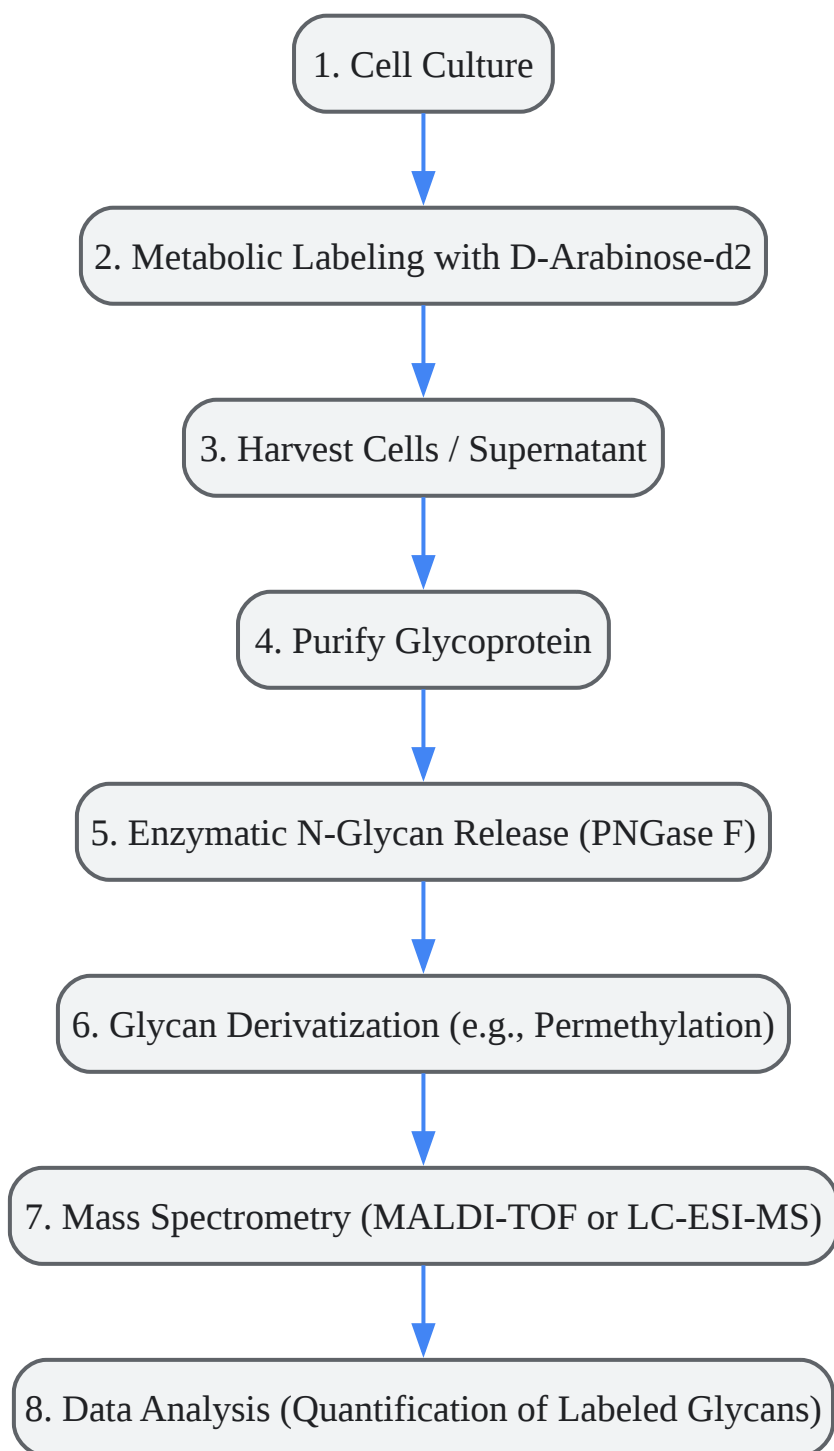 1. Cell Culture
2. Metabolic Labeling with D-Arabinose-d2
3. Harvest Cells / Supernatant
4. Purify Glycoprotein
5. Enzymatic N-Glycan Release (PNGase F)
6. Glycan Derivatization (e.g., Permethylation)
7. Mass Spectrometry (MALDI-TOF or LC-ESI-MS)
8. Data Analysis (Quantification of Labeled Glycans)